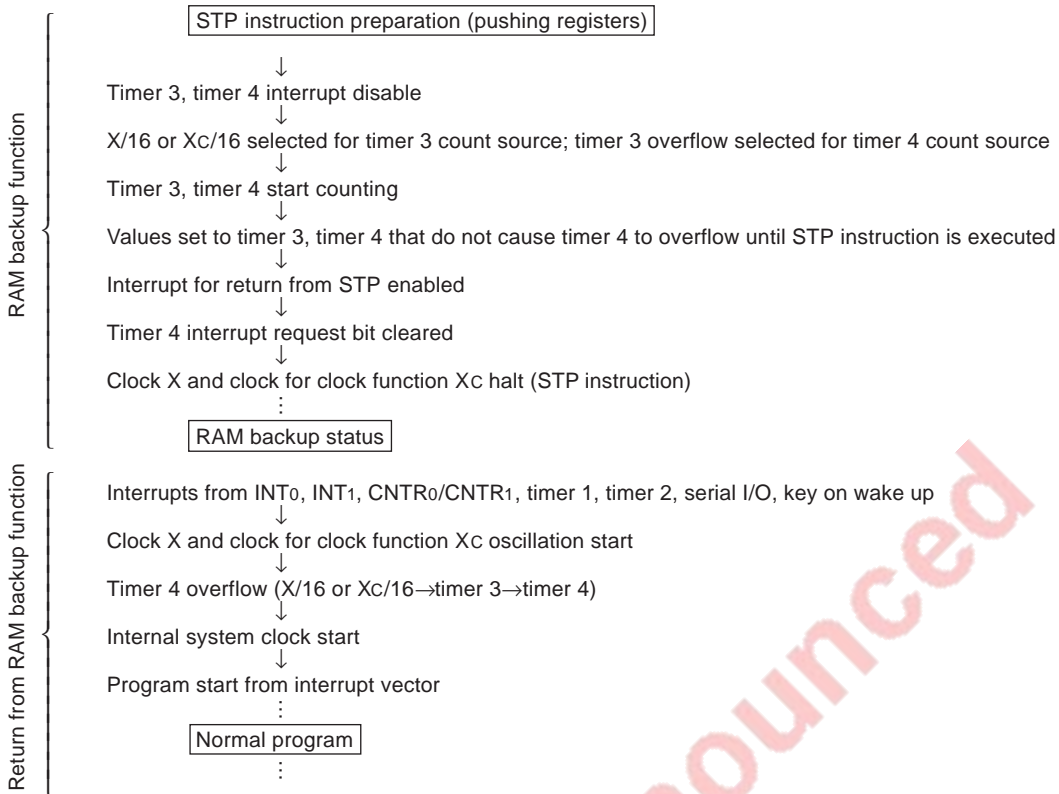 RAM backup function
STP instruction preparation (pushing registers)
↓
Timer 3, timer 4 interrupt disable
↓
X/16 or XC/16 selected for timer 3 count source; timer 3 overflow selected for timer 4 count source
↓
Timer 3, timer 4 start counting
↓
Values set to timer 3, timer 4 that do not cause timer 4 to overflow until STP instruction is executed
↓
Interrupt for return from STP enabled
↓
Timer 4 interrupt request bit cleared
↓
Clock X and clock for clock function XC halt (STP instruction)
⋮
RAM backup status
Return from RAM backup function
Interrupts from INT0, INT1, CNTR0/CNTR1, timer 1, timer 2, serial I/O, key on wake up
↓
Clock X and clock for clock function XC oscillation start
↓
Timer 4 overflow (X/16 or XC/16→timer 3→timer 4)
↓
Internal system clock start
↓
Program start from interrupt vector
⋮
Normal program
⋮